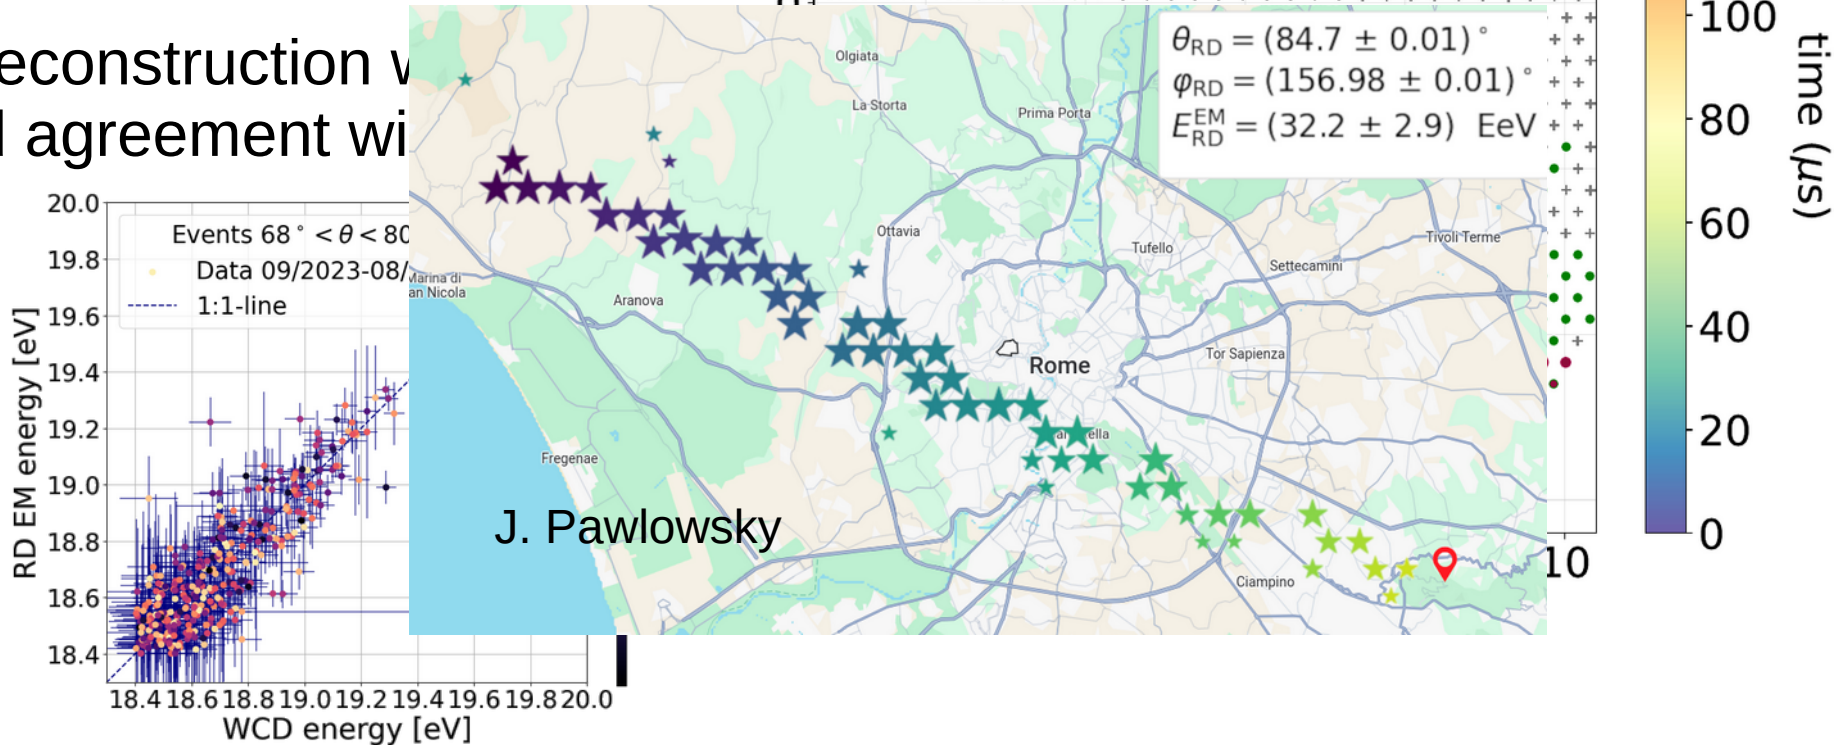 econstruction
agreement wi
Olgiata
La Storta
Prima Porta
θRD = (84.7 ± 0.01)°
φRD = (156.98 ± 0.01)°
E^EM_RD = (32.2 ± 2.9) EeV
Ottavia
Tufello
Tivoli Terme
Settecamini
Marina di
an Nicola
Aranova
Rome
Tor Sapienza
Fregenae
Ciampino
J. Pawlowsky
20.0
19.8
19.6
19.4
19.2
19.0
18.8
18.6
18.4
RD EM energy [eV]
Events 68° < θ < 80
Data 09/2023-08/
1:1-line
18.4 18.6 18.8 19.0 19.2 19.4 19.6 19.8 20.0
WCD energy [eV]
10
100
80
60
40
20
0
time (μs)